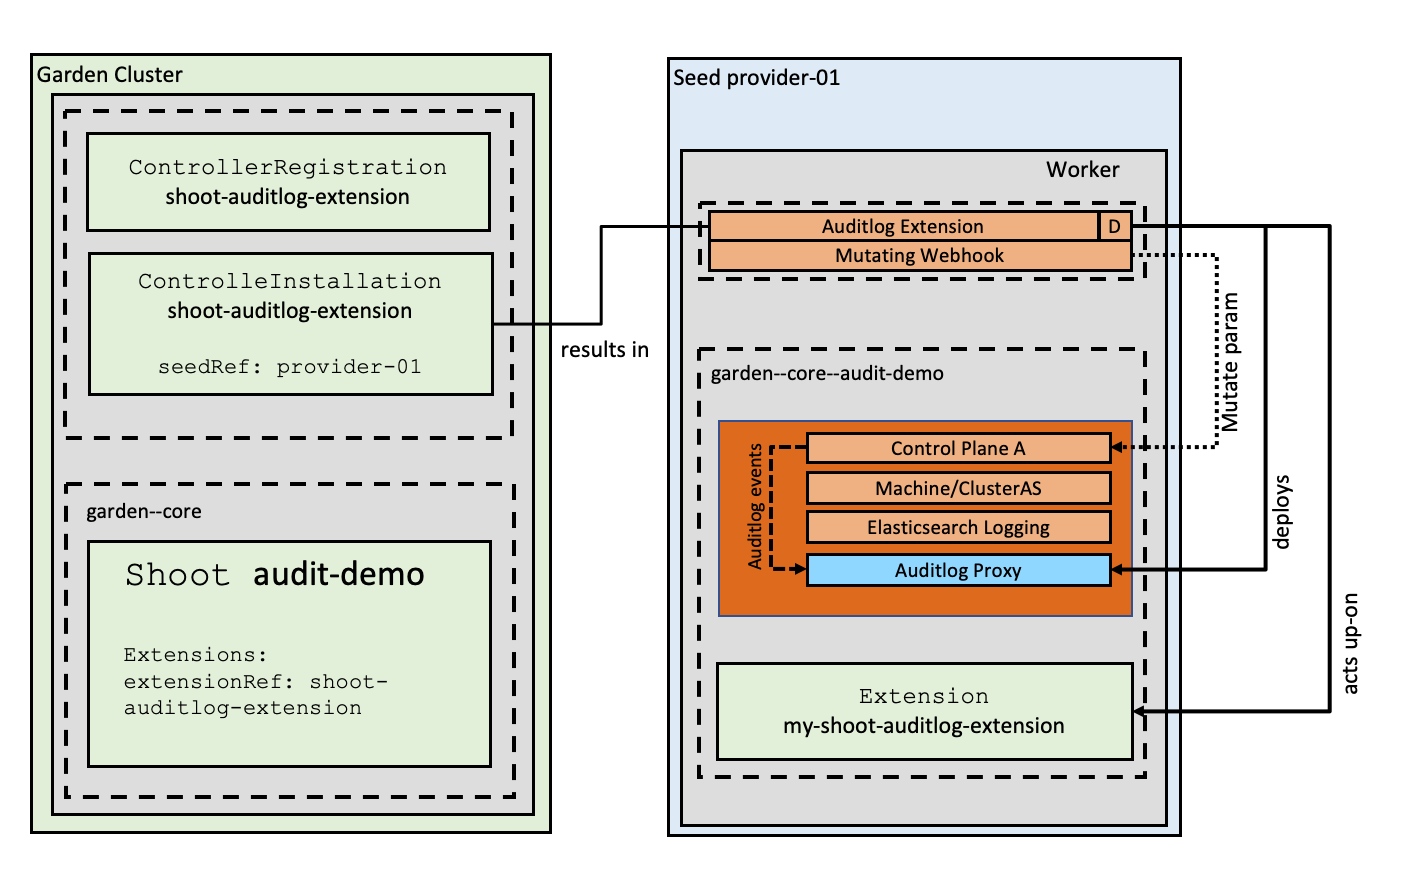 Garden Cluster
ControllerRegistration
shoot-auditlog-extension
ControlleInstallation
shoot-auditlog-extension
seedRef: provider-01
garden--core
Shoot audit-demo
Extensions:
extensionRef: shoot-
auditlog-extension
results in
Seed provider-01
Worker
Auditlog Extension
D
Mutating Webhook
garden--core--audit-demo
Auditlog events
Control Plane A
Machine/ClusterAS
Elasticsearch Logging
Auditlog Proxy
Extension
my-shoot-auditlog-extension
Mutate param
deploys
acts up-on